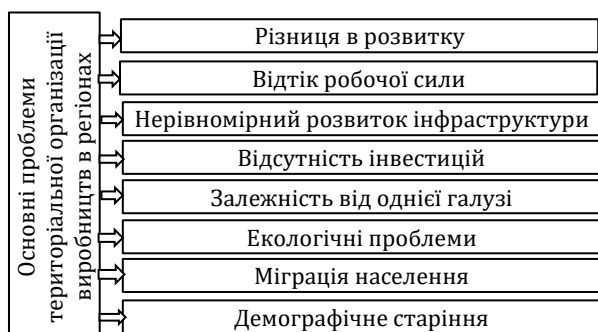 Основні проблеми
територіальної організації
виробництв в регіонах
Різниця в розвитку
Відтік робочої сили
Нерівномірний розвиток інфраструктури
Відсутність інвестицій
Залежність від однієї галузі
Екологічні проблеми
Міграція населення
Демографічне старіння